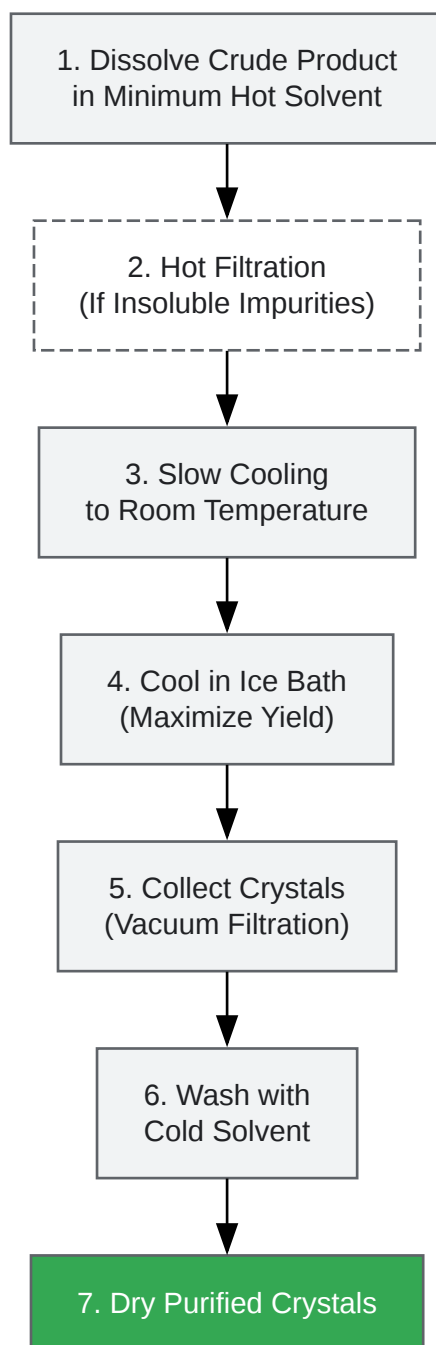 1. Dissolve Crude Product
in Minimum Hot Solvent
2. Hot Filtration
(If Insoluble Impurities)
3. Slow Cooling
to Room Temperature
4. Cool in Ice Bath
(Maximize Yield)
5. Collect Crystals
(Vacuum Filtration)
6. Wash with
Cold Solvent
7. Dry Purified Crystals